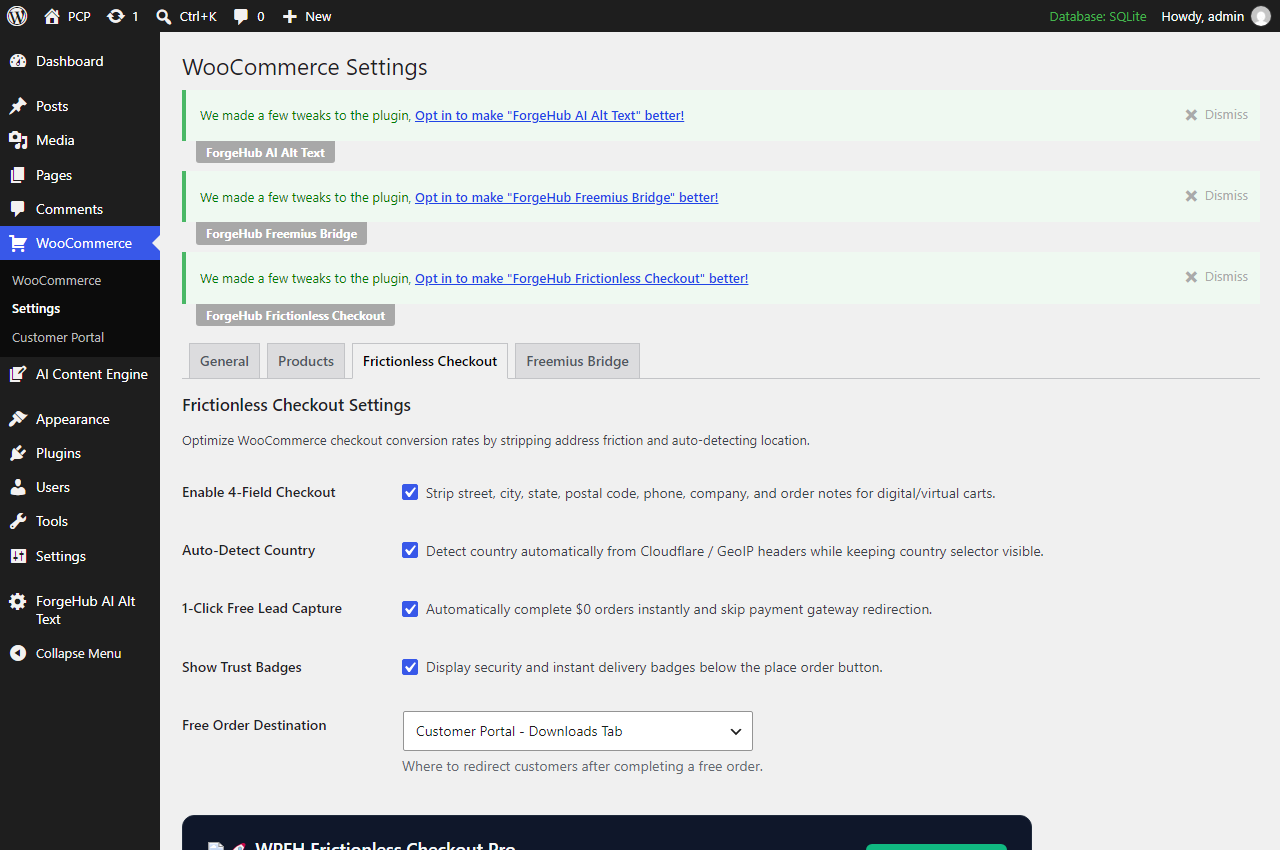 PCP 1 Ctrl+K 0 New Database: SQLite Howdy, admin
Dashboard
Posts
Media
Pages
Comments
WooCommerce
WooCommerce
Settings
Customer Portal
AI Content Engine
Appearance
Plugins
Users
Tools
Settings
ForgeHub AI Alt
Text
Collapse Menu
WooCommerce Settings
We made a few tweaks to the plugin, Opt in to make "ForgeHub AI Alt Text" better! Dismiss
ForgeHub AI Alt Text
We made a few tweaks to the plugin, Opt in to make "ForgeHub Freemius Bridge" better! Dismiss
ForgeHub Freemius Bridge
We made a few tweaks to the plugin, Opt in to make "ForgeHub Frictionless Checkout" better! Dismiss
ForgeHub Frictionless Checkout
General Products Frictionless Checkout Freemius Bridge
Frictionless Checkout Settings
Optimize WooCommerce checkout conversion rates by stripping address friction and auto-detecting location.
Enable 4-Field Checkout Strip street, city, state, postal code, phone, company, and order notes for digital/virtual carts.
Auto-Detect Country Detect country automatically from Cloudflare / GeoIP headers while keeping country selector visible.
1-Click Free Lead Capture Automatically complete $0 orders instantly and skip payment gateway redirection.
Show Trust Badges Display security and instant delivery badges below the place order button.
Free Order Destination Customer Portal - Downloads Tab
Where to redirect customers after completing a free order.
WPFH Frictionless Checkout Pro